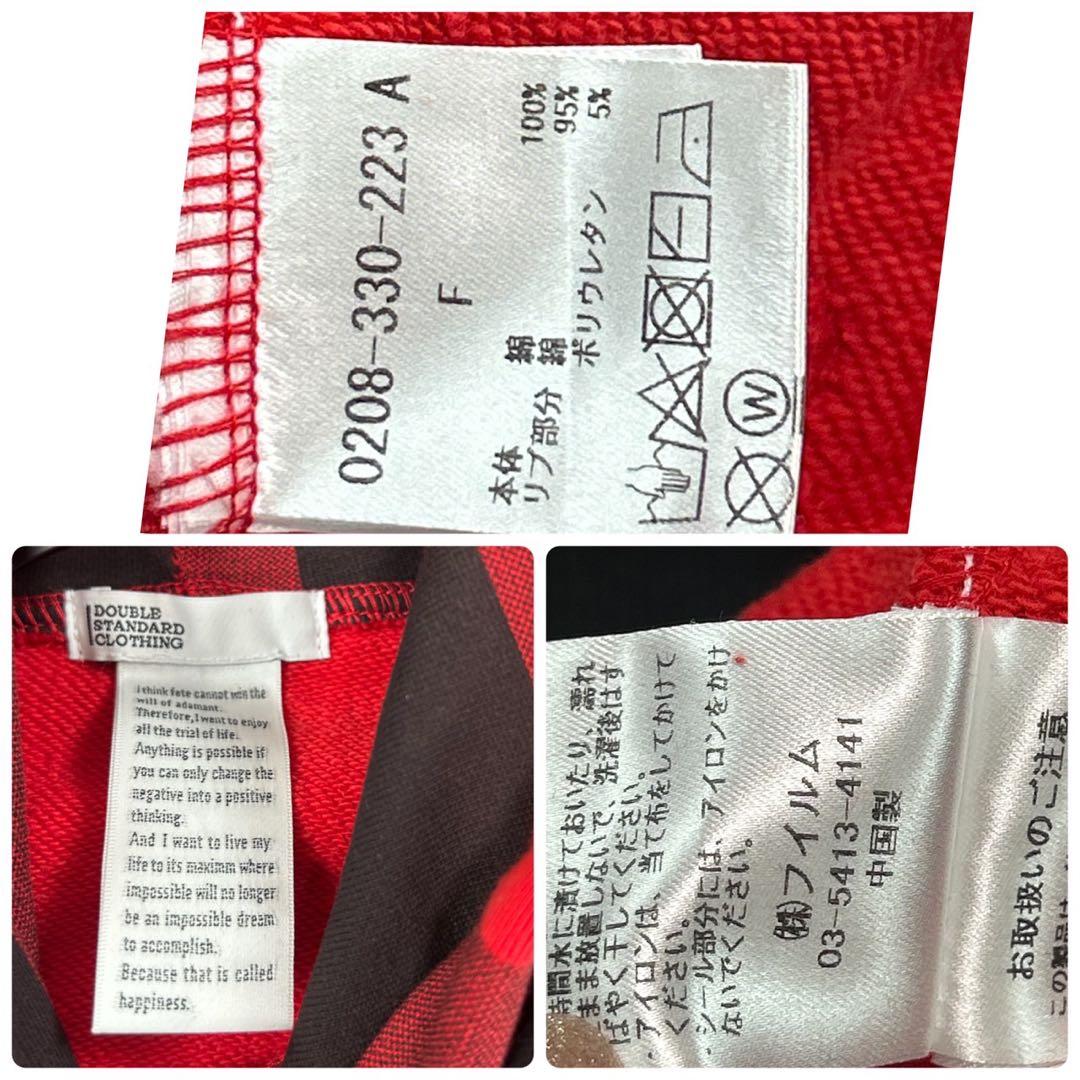 0208-330-223 A
F
本体 綿 100%
リブ部分 綿 95%
ポリウレタン 5%
W
DOUBLE
STANDARD
CLOTHING
I think fate cannot win the
will of adamant.
Therefore, I want to enjoy
all the trial of life.
Anything is possible if
you can only change the
negative into a positive
thinking.
And I want to live my
life to its maximm where
impossible will no longer
be an impossible dream
to accomplish.
Because that is called
happiness.
お取扱いのご注意
この製品は
時間水に漬けておいたり、濡れ
まま放置しないで、洗濯後はす
ばやく干してください。
・アイロンは、当て布をしてかけて
ください。
・シール部分には、アイロンをかけ
ないでください。
㈱フィルム
03-5413-4141
中国製